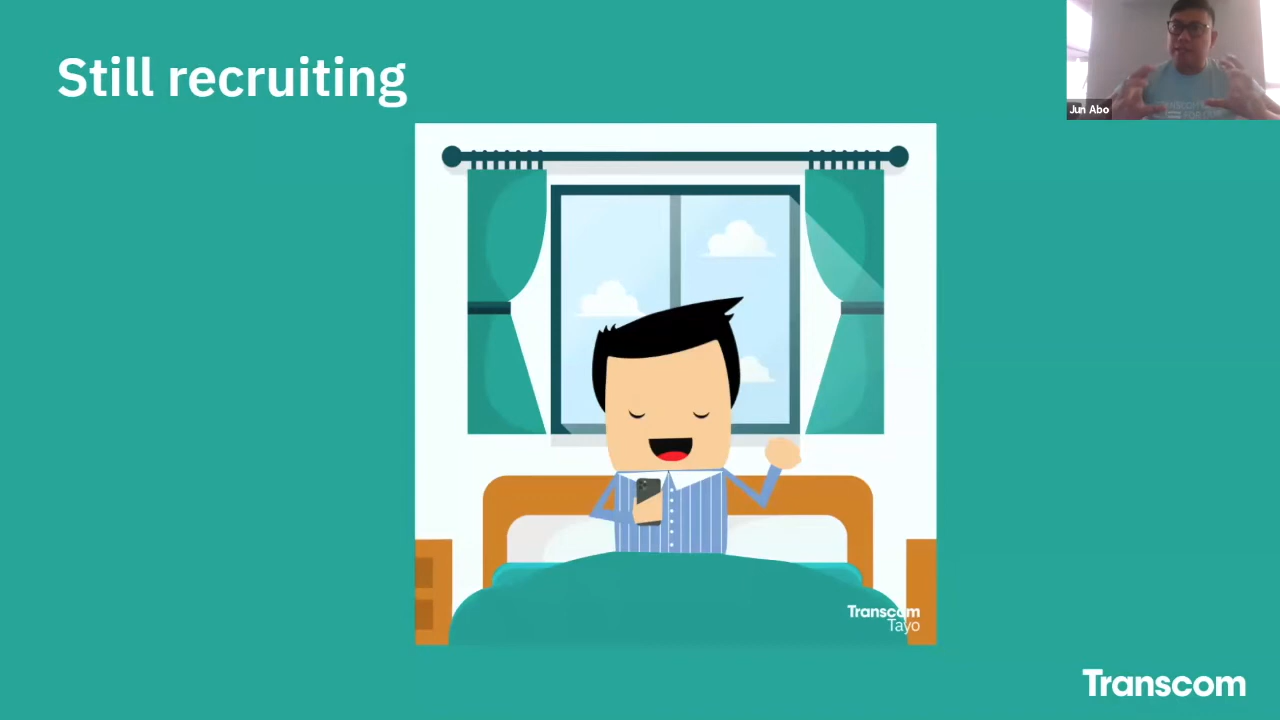 Still recruiting
Jun Abo
Transcom
Tayo
Transcom